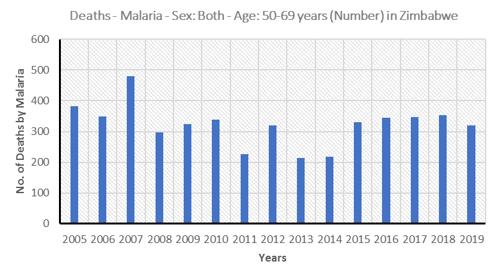 Deaths - Malaria - Sex: Both - Age: 50-69 years (Number) in Zimbabwe
600
500
400
300
200
100
0
No. of Deaths by Malaria
2005 2006 2007 2008 2009 2010 2011 2012 2013 2014 2015 2016 2017 2018 2019
Years